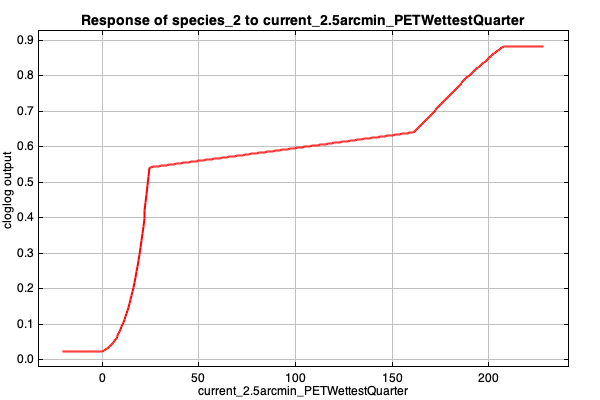 Response of species_2 to current_2.5arcmin_PETWettestQuarter
0.9
0.8
0.7
0.6
0.5
0.4
0.3
0.2
0.1
0.0
cloglog output
0 50 100 150 200
current_2.5arcmin_PETWettestQuarter